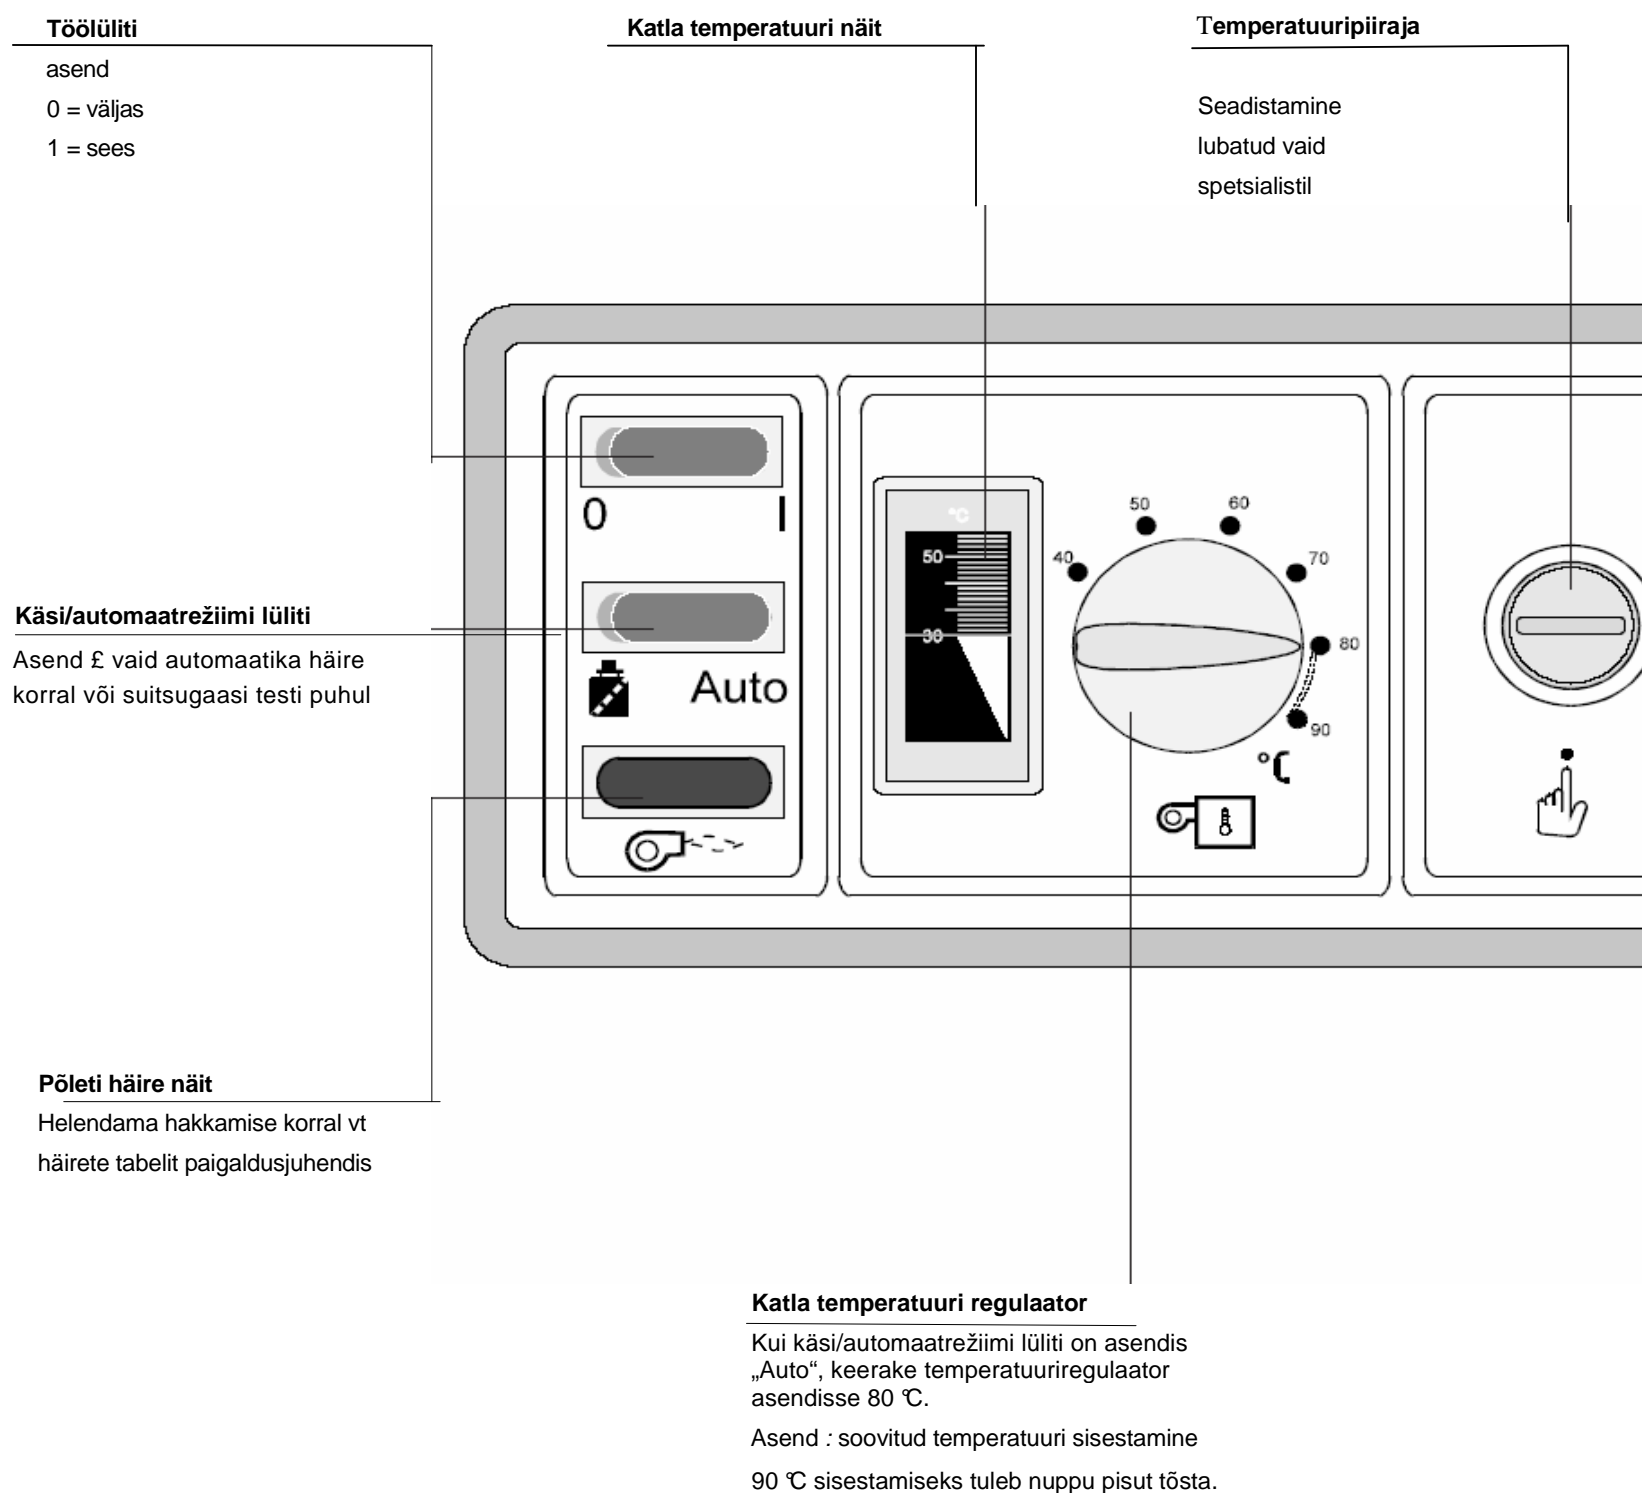 Töölüliti
asend
0 = väljas
1 = sees
Katla temperatuuri näit
Temperatuuripiiraja
Seadistamine
lubatud vaid
spetsialistil
0 I
Käsi/automaatrežiimi lüliti
Asend £ vaid automaatika häire
korral või suitsugaasi testi puhul
Auto
°C
50
30
40
50
60
70
80
90
°C
Põleti häire näit
Helendama hakkamise korral vt
häirete tabelit paigaldusjuhendis
Katla temperatuuri regulaator
Kui käsi/automaatrežiimi lüliti on asendis
„Auto“, keerake temperatuuriregulaator
asendisse 80 °C.
Asend : soovitud temperatuuri sisestamine
90 °C sisestamiseks tuleb nuppu pisut tõsta.